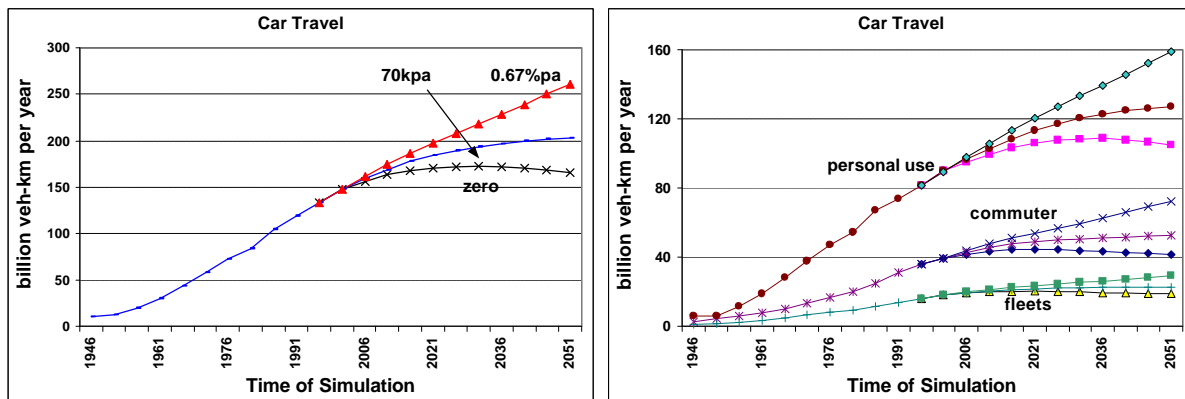 Car Travel
billion veh-km per year
300
250
200
150
100
50
0
70kpa
0.67%pa
zero
1946
1961
1976
1991
2006
2021
2036
2051
Time of Simulation
Car Travel
billion veh-km per year
160
120
80
40
0
personal use
commuter
fleets
1946
1961
1976
1991
2006
2021
2036
2051
Time of Simulation